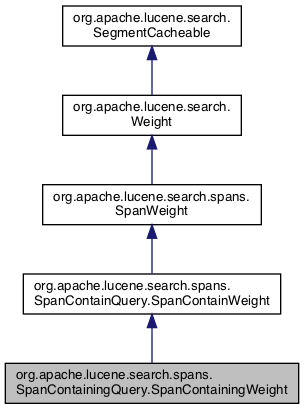 org.apache.lucene.search.
SegmentCacheable
org.apache.lucene.search.
Weight
org.apache.lucene.search.spans.
SpanWeight
org.apache.lucene.search.spans.
SpanContainQuery.SpanContainWeight
org.apache.lucene.search.spans.
SpanContainingQuery.SpanContainingWeight